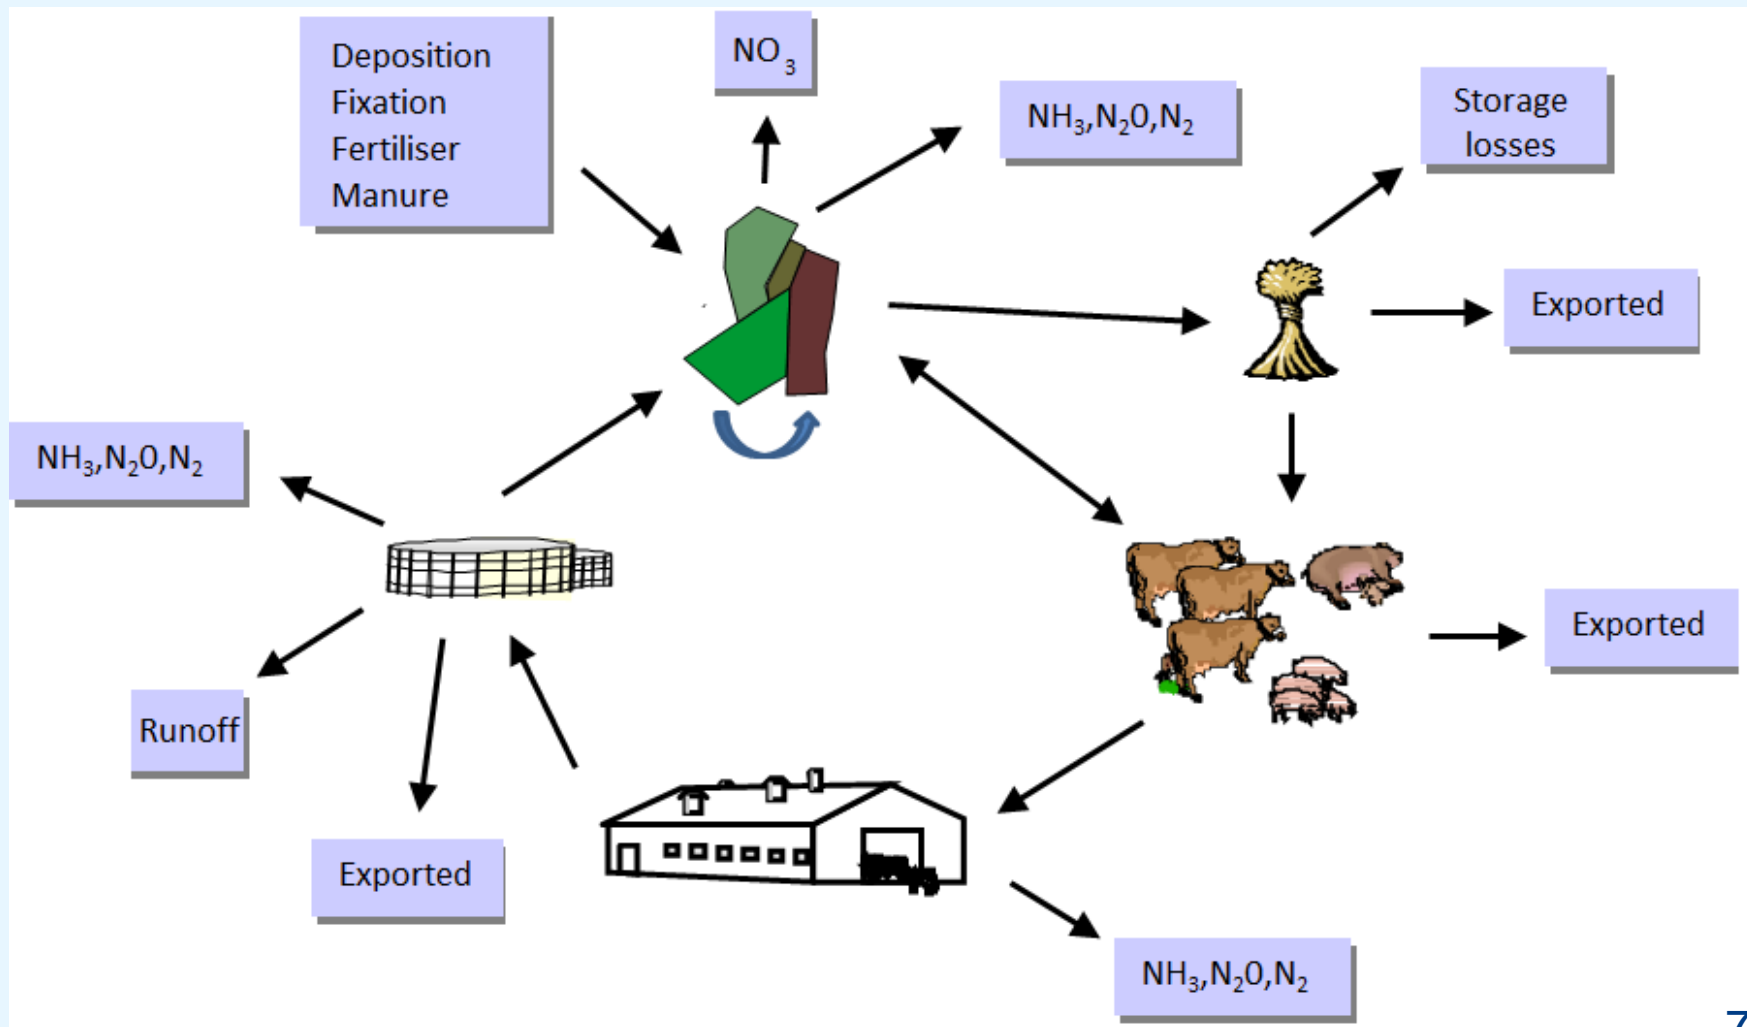 Deposition
Fixation
Fertiliser
Manure
NO₃
NH₃,N₂O,N₂
Storage
losses
Exported
NH₃,N₂O,N₂
Exported
Runoff
Exported
NH₃,N₂O,N₂
7